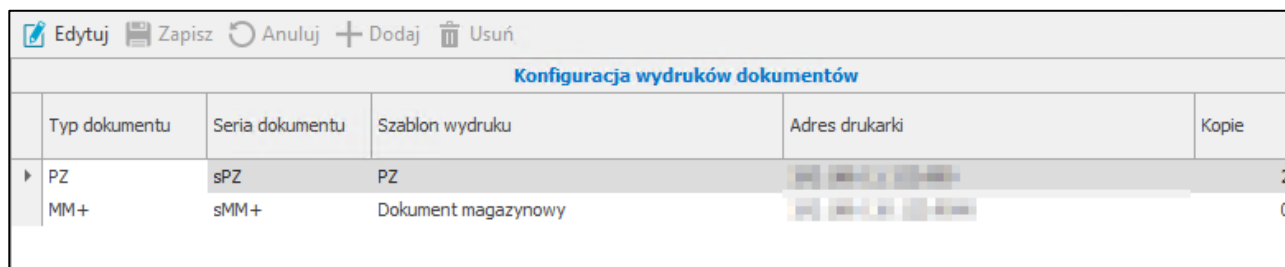 Edytuj Zapisz Anuluj Dodaj Usuń
Konfiguracja wydruków dokumentów
Typ dokumentu Seria dokumentu Szablon wydruku Adres drukarki Kopie
PZ sPZ PZ
MM+ sMM+ Dokument magazynowy